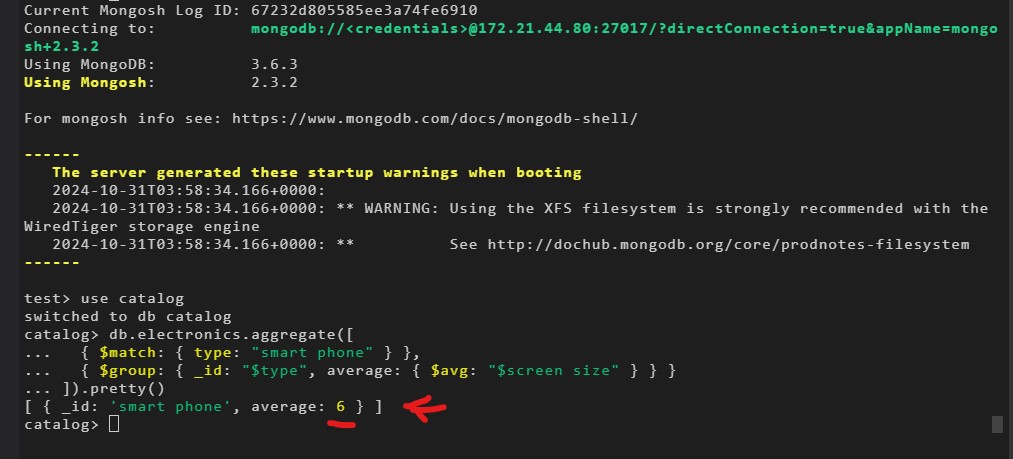 Current Mongosh Log ID: 67232d805585ee3a74fe6910
Connecting to:          mongodb://<credentials>@172.21.44.80:27017/?directConnection=true&appName=mongo
sh+2.3.2
Using MongoDB:          3.6.3
Using Mongosh:          2.3.2
For mongosh info see: https://www.mongodb.com/docs/mongodb-shell/
------
   The server generated these startup warnings when booting
   2024-10-31T03:58:34.166+0000:
   2024-10-31T03:58:34.166+0000: ** WARNING: Using the XFS filesystem is strongly recommended with the
WiredTiger storage engine
   2024-10-31T03:58:34.166+0000: **          See http://dochub.mongodb.org/core/prodnotes-filesystem
------
test> use catalog
switched to db catalog
catalog> db.electronics.aggregate([
...   { $match: { type: "smart phone" } },
...   { $group: { _id: "$type", average: { $avg: "$screen size" } } }
... ]).pretty()
[ { _id: 'smart phone', average: 6 } ]
catalog>